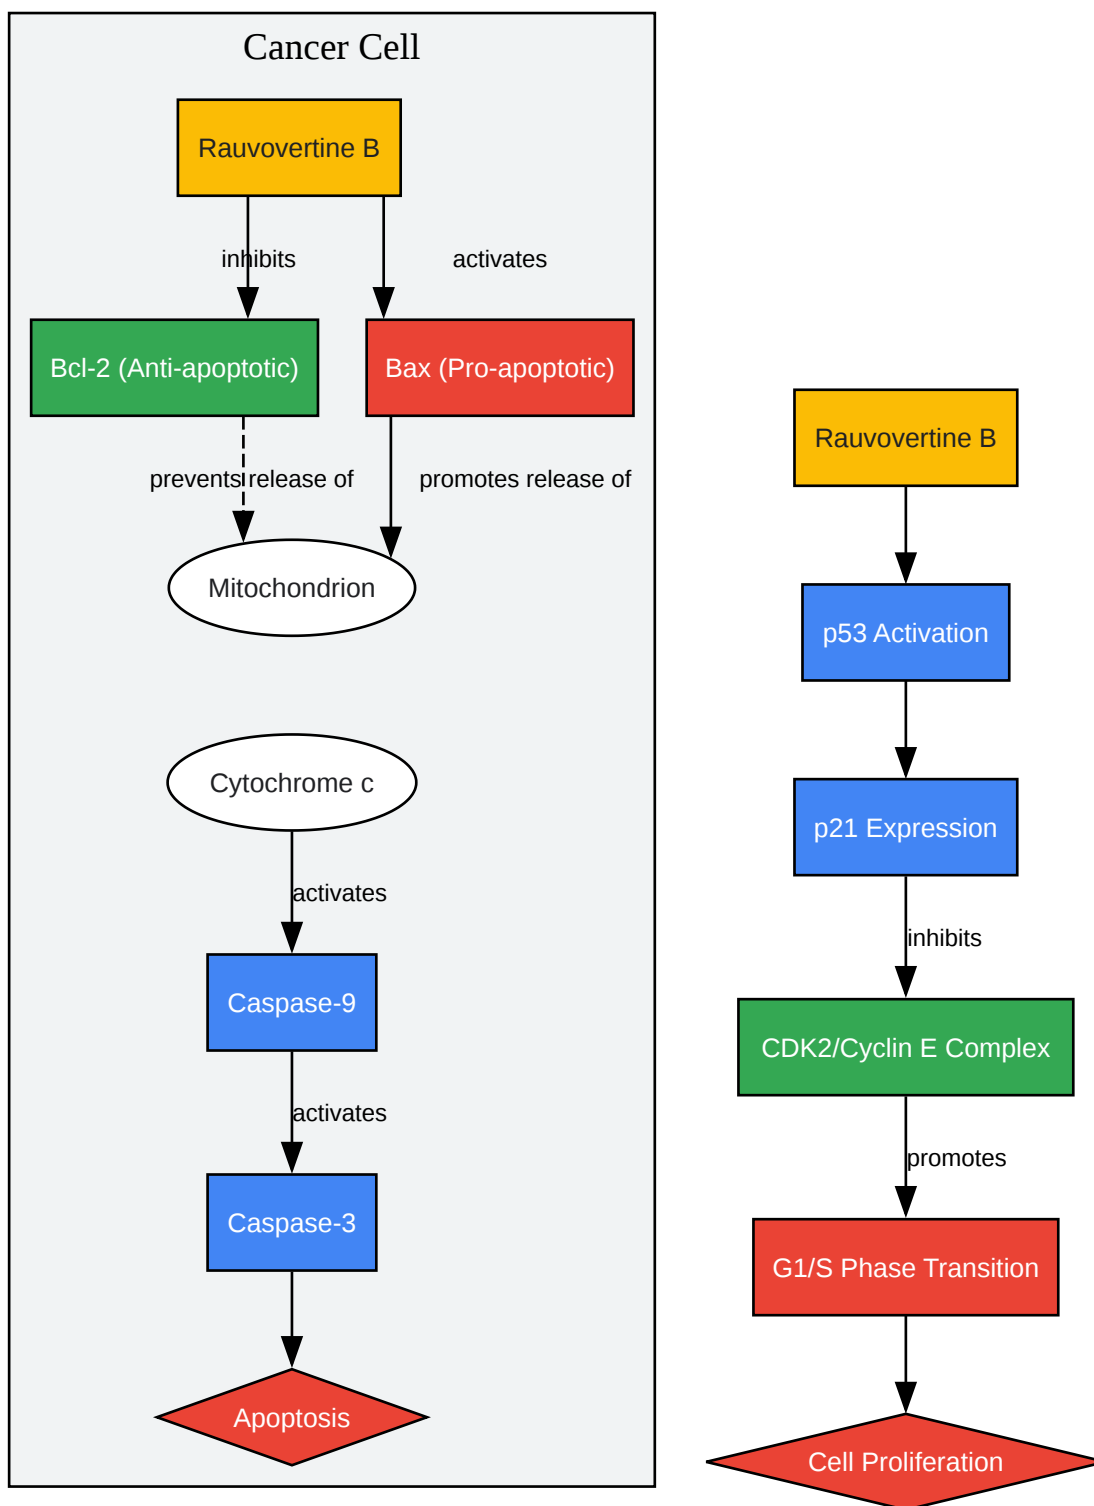 Cancer Cell
Rauvovertine B
inhibits
activates
Bcl-2 (Anti-apoptotic)
Bax (Pro-apoptotic)
prevents release of
promotes release of
Mitochondrion
Cytochrome c
activates
Caspase-9
activates
Caspase-3
Apoptosis
Rauvovertine B
p53 Activation
p21 Expression
inhibits
CDK2/Cyclin E Complex
promotes
G1/S Phase Transition
Cell Proliferation